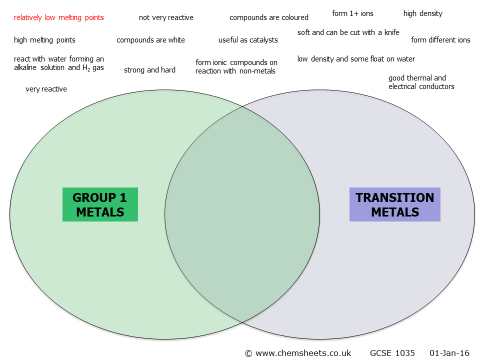 relatively low melting points
not very reactive
compounds are coloured
form 1+ ions
high density
high melting points
compounds are white
useful as catalysts
soft and can be cut with a knife
form different ions
react with water forming an
alkaline solution and H₂ gas
strong and hard
form ionic compounds on
reaction with non-metals
low density and some float on water
very reactive
good thermal and
electrical conductors
GROUP 1
METALS
TRANSITION
METALS
© www.chemsheets.co.uk GCSE 1035 01-Jan-16